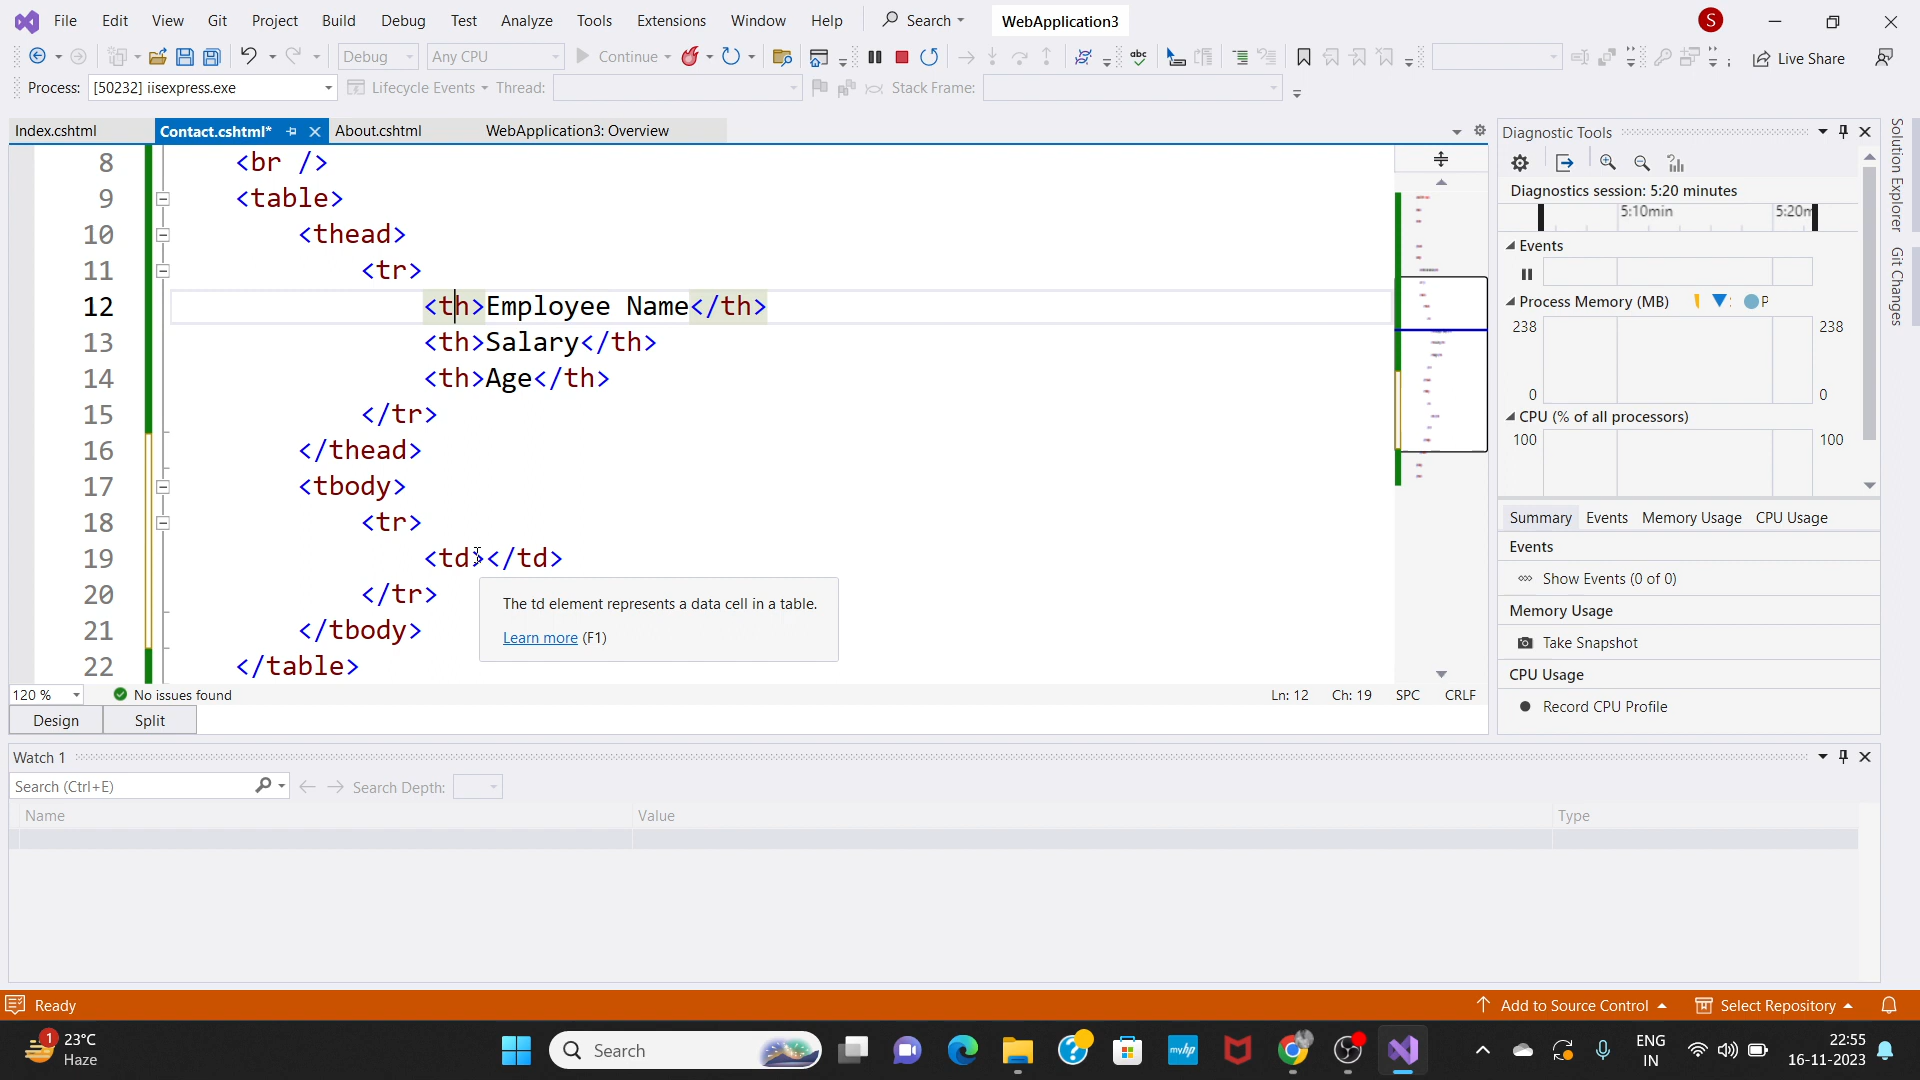 File Edit View Git Project Build Debug Test Analyze Tools Extensions Window Help Search WebApplication3 S
Debug Any CPU Continue abc Live Share
Process: [50232] iisexpress.exe Lifecycle Events Thread: Stack Frame:
Index.cshtml Contact.cshtml* About.cshtml WebApplication3: Overview
8 <br />
9 <table>
10 <thead>
11 <tr>
12 <th>Employee Name</th>
13 <th>Salary</th>
14 <th>Age</th>
15 </tr>
16 </thead>
17 <tbody>
18 <tr>
19 <td></td>
20 </tr>
21 </tbody>
22 </table>
The td element represents a data cell in a table.
Learn more (F1)
120 % No issues found Ln: 12 Ch: 19 SPC CRLF
Design Split
Diagnostic Tools
Diagnostics session: 5:20 minutes
5:10min 5:20m
Events
Process Memory (MB) P
238 238
0 0
CPU (% of all processors)
100 100
Summary Events Memory Usage CPU Usage
Events
Show Events (0 of 0)
Memory Usage
Take Snapshot
CPU Usage
Record CPU Profile
Solution Explorer
Git Changes
Watch 1
Search (Ctrl+E) Search Depth:
Name Value Type
Ready Add to Source Control Select Repository
1 23°C
Haze
Search
myhp
ENG
IN
22:55
16-11-2023